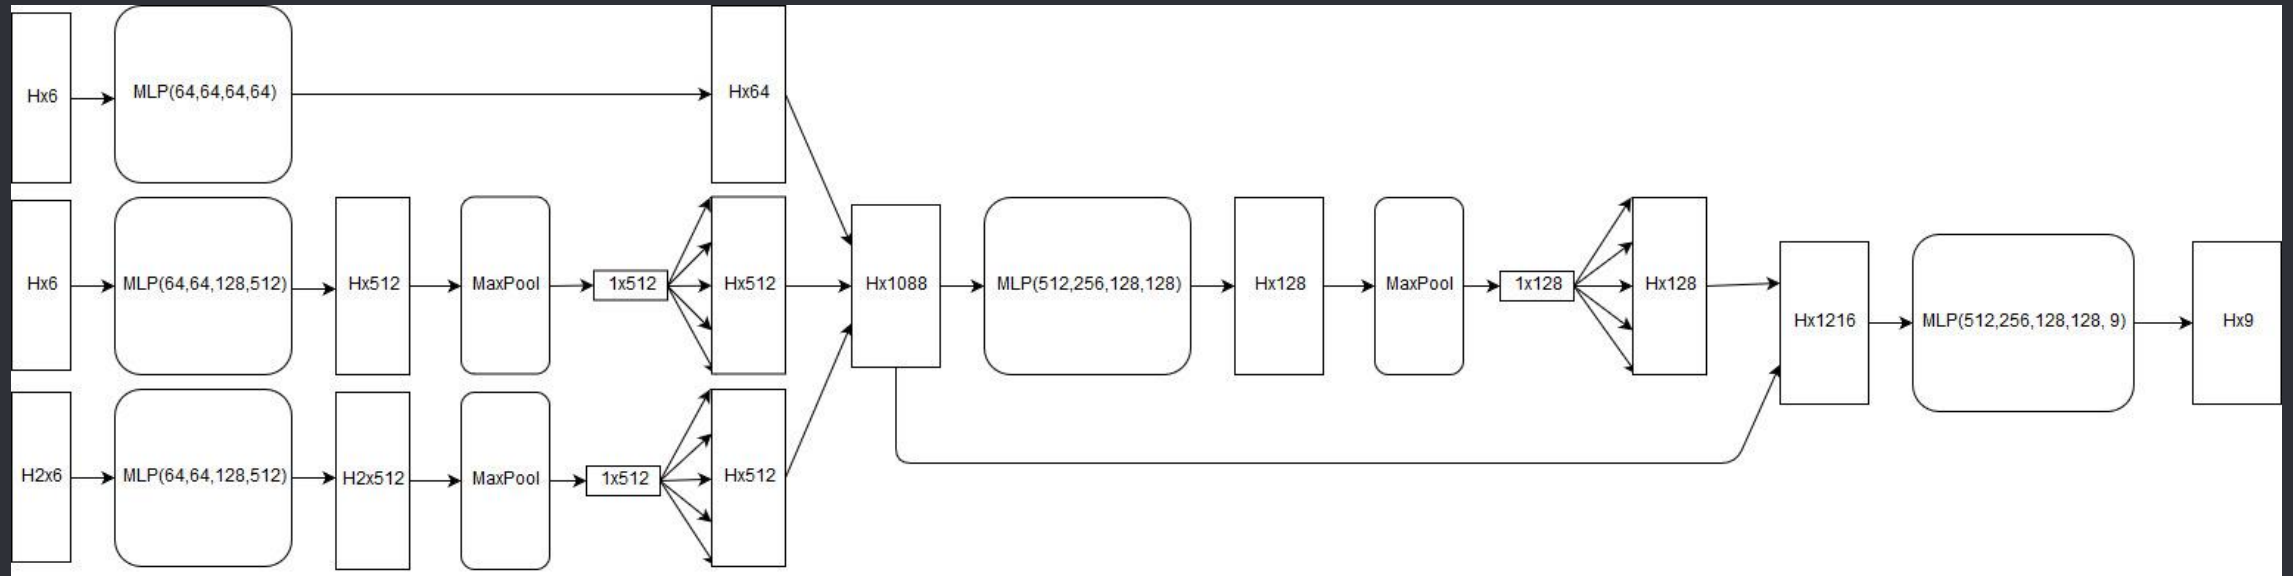 Hx6
MLP(64,64,64,64)
Hx64
Hx6
MLP(64,64,128,512)
Hx512
MaxPool
1x512
Hx512
Hx1088
MLP(512,256,128,128)
Hx128
MaxPool
1x128
Hx128
Hx1216
MLP(512,256,128,128, 9)
Hx9
H2x6
MLP(64,64,128,512)
H2x512
MaxPool
1x512
Hx512